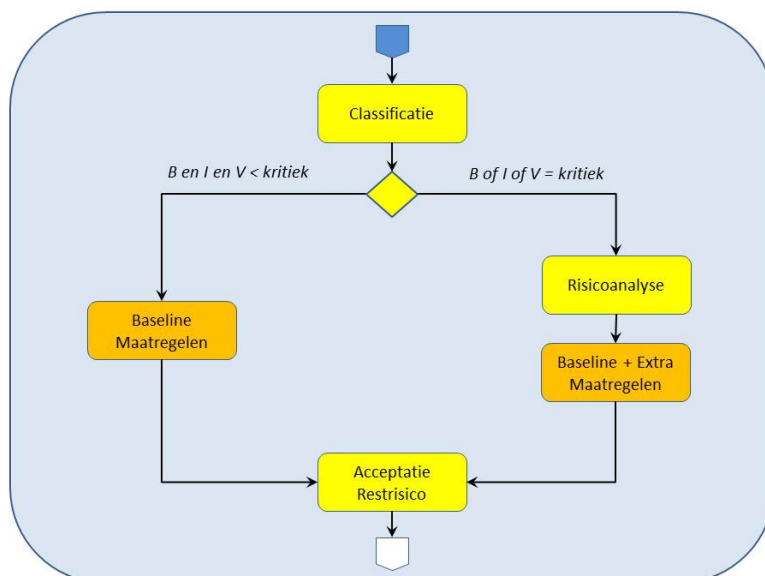 Classificatie
B en I en V < kritiek
B of I of V = kritiek
Risicoanalyse
Baseline
Maatregelen
Baseline + Extra
Maatregelen
Acceptatie
Restrisico